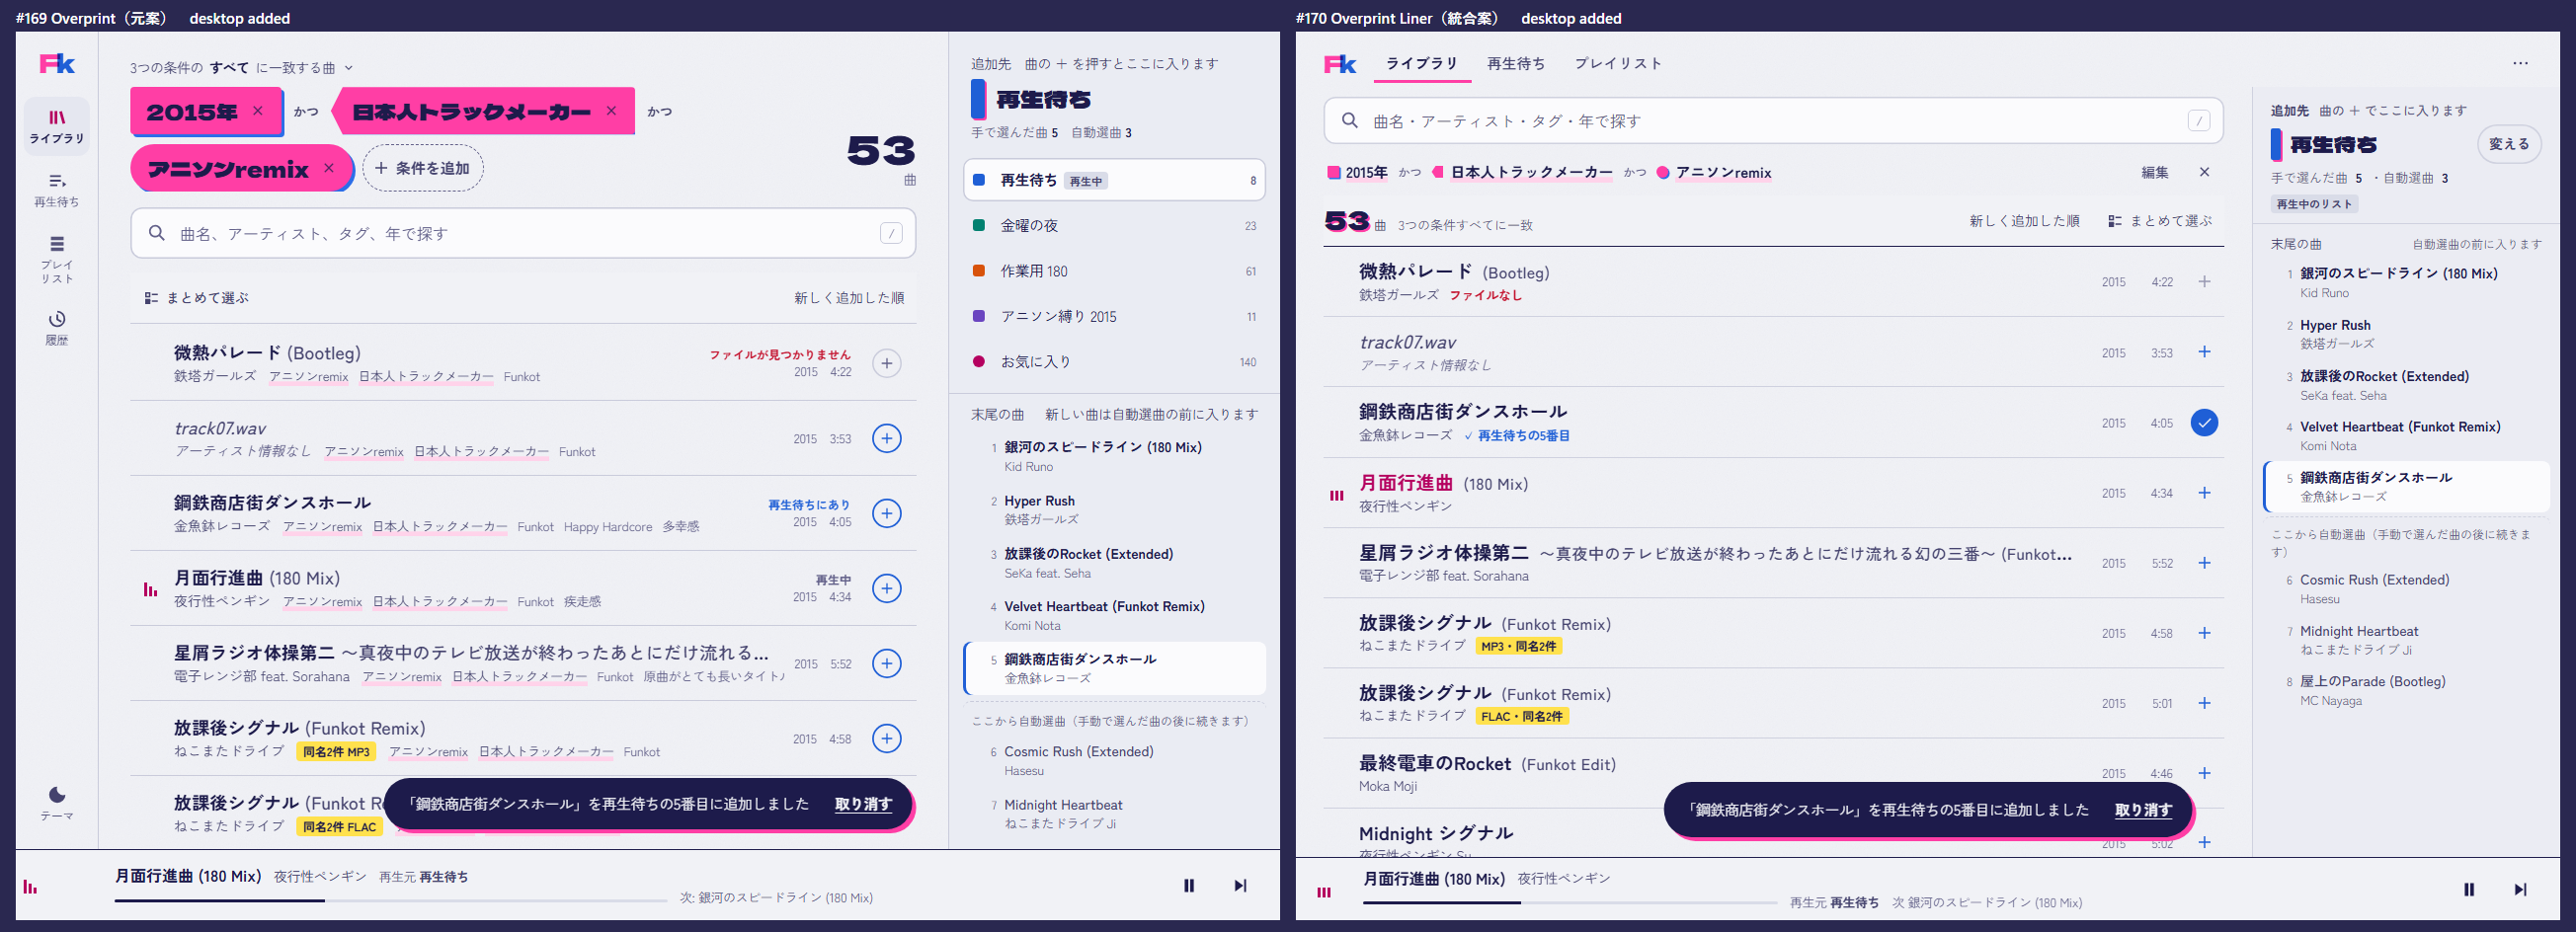 #169 Overprint（元案） desktop added
Fk
ライブラリ
再生待ち
プレイ
リスト
履歴
テーマ
3つの条件の すべて に一致する曲
2015年 × かつ 日本人トラックメーカー × かつ
アニソンremix × + 条件を追加
53
曲
曲名、アーティスト、タグ、年で探す /
まとめて選ぶ 新しく追加した順
微熱パレード (Bootleg) ファイルが見つかりません
鉄塔ガールズ アニソンremix 日本人トラックメーカー Funkot 2015 4:22 +
track07.wav
アーティスト情報なし アニソンremix 日本人トラックメーカー Funkot 2015 3:53 +
鋼鉄商店街ダンスホール 再生待ちにあり
金魚鉢レコーズ アニソンremix 日本人トラックメーカー Funkot Happy Hardcore 多幸感 2015 4:05 +
月面行進曲 (180 Mix) 再生中
夜行性ペンギン アニソンremix 日本人トラックメーカー Funkot 疾走感 2015 4:34 +
星屑ラジオ体操第二 〜真夜中のテレビ放送が終わったあとにだけ流れる...
電子レンジ部 feat. Sorahana アニソンremix 日本人トラックメーカー Funkot 原曲がとても長いタイトル 2015 5:52 +
放課後シグナル (Funkot Remix)
ねこまたドライブ 同名2件 MP3 アニソンremix 日本人トラックメーカー Funkot 2015 4:58 +
放課後シグナル (Funkot Re
ねこまたドライブ 同名2件 FLAC
「鋼鉄商店街ダンスホール」を再生待ちの5番目に追加しました 取り消す
追加先 曲の + を押すとここに入ります
再生待ち
手で選んだ曲 5 自動選曲 3
再生待ち 再生中 8
金曜の夜 23
作業用 180 61
アニソン縛り 2015 11
お気に入り 140
末尾の曲 新しい曲は自動選曲の前に入ります
1 銀河のスピードライン (180 Mix)
Kid Runo
2 Hyper Rush
鉄塔ガールズ
3 放課後のRocket (Extended)
SeKa feat. Seha
4 Velvet Heartbeat (Funkot Remix)
Komi Nota
5 鋼鉄商店街ダンスホール
金魚鉢レコーズ
ここから自動選曲（手動で選んだ曲の後に続きます）
6 Cosmic Rush (Extended)
Hasesu
7 Midnight Heartbeat
ねこまたドライブ Ji
月面行進曲 (180 Mix) 夜行性ペンギン 再生元 再生待ち
次: 銀河のスピードライン (180 Mix)
#170 Overprint Liner（統合案） desktop added
Fk ライブラリ 再生待ち プレイリスト ...
曲名・アーティスト・タグ・年で探す /
2015年 かつ 日本人トラックメーカー かつ アニソンremix 編集 ×
53 曲 3つの条件すべてに一致 新しく追加した順 まとめて選ぶ
微熱パレード (Bootleg)
鉄塔ガールズ ファイルなし 2015 4:22 +
track07.wav
アーティスト情報なし 2015 3:53 +
鋼鉄商店街ダンスホール
金魚鉢レコーズ ✓ 再生待ちの5番目 2015 4:05 ✓
月面行進曲 (180 Mix)
夜行性ペンギン 2015 4:34 +
星屑ラジオ体操第二 〜真夜中のテレビ放送が終わったあとにだけ流れる幻の三番〜 (Funkot...
電子レンジ部 feat. Sorahana 2015 5:52 +
放課後シグナル (Funkot Remix)
ねこまたドライブ MP3・同名2件 2015 4:58 +
放課後シグナル (Funkot Remix)
ねこまたドライブ FLAC・同名2件 2015 5:01 +
最終電車のRocket (Funkot Edit)
Moka Moji 2015 4:46 +
Midnight シグナル
夜行性ペンギン Su 2015 5:02 +
「鋼鉄商店街ダンスホール」を再生待ちの5番目に追加しました 取り消す
追加先 曲の + でここに入ります
再生待ち 変える
手で選んだ曲 5 ・自動選曲 3
再生中のリスト
末尾の曲 自動選曲の前に入ります
1 銀河のスピードライン (180 Mix)
Kid Runo
2 Hyper Rush
鉄塔ガールズ
3 放課後のRocket (Extended)
SeKa feat. Seha
4 Velvet Heartbeat (Funkot Remix)
Komi Nota
5 鋼鉄商店街ダンスホール
金魚鉢レコーズ
ここから自動選曲（手動で選んだ曲の後に続きま
す）
6 Cosmic Rush (Extended)
Hasesu
7 Midnight Heartbeat
ねこまたドライブ Ji
8 屋上のParade (Bootleg)
MC Nayaga
月面行進曲 (180 Mix) 夜行性ペンギン
再生元 再生待ち 次 銀河のスピードライン (180 Mix)